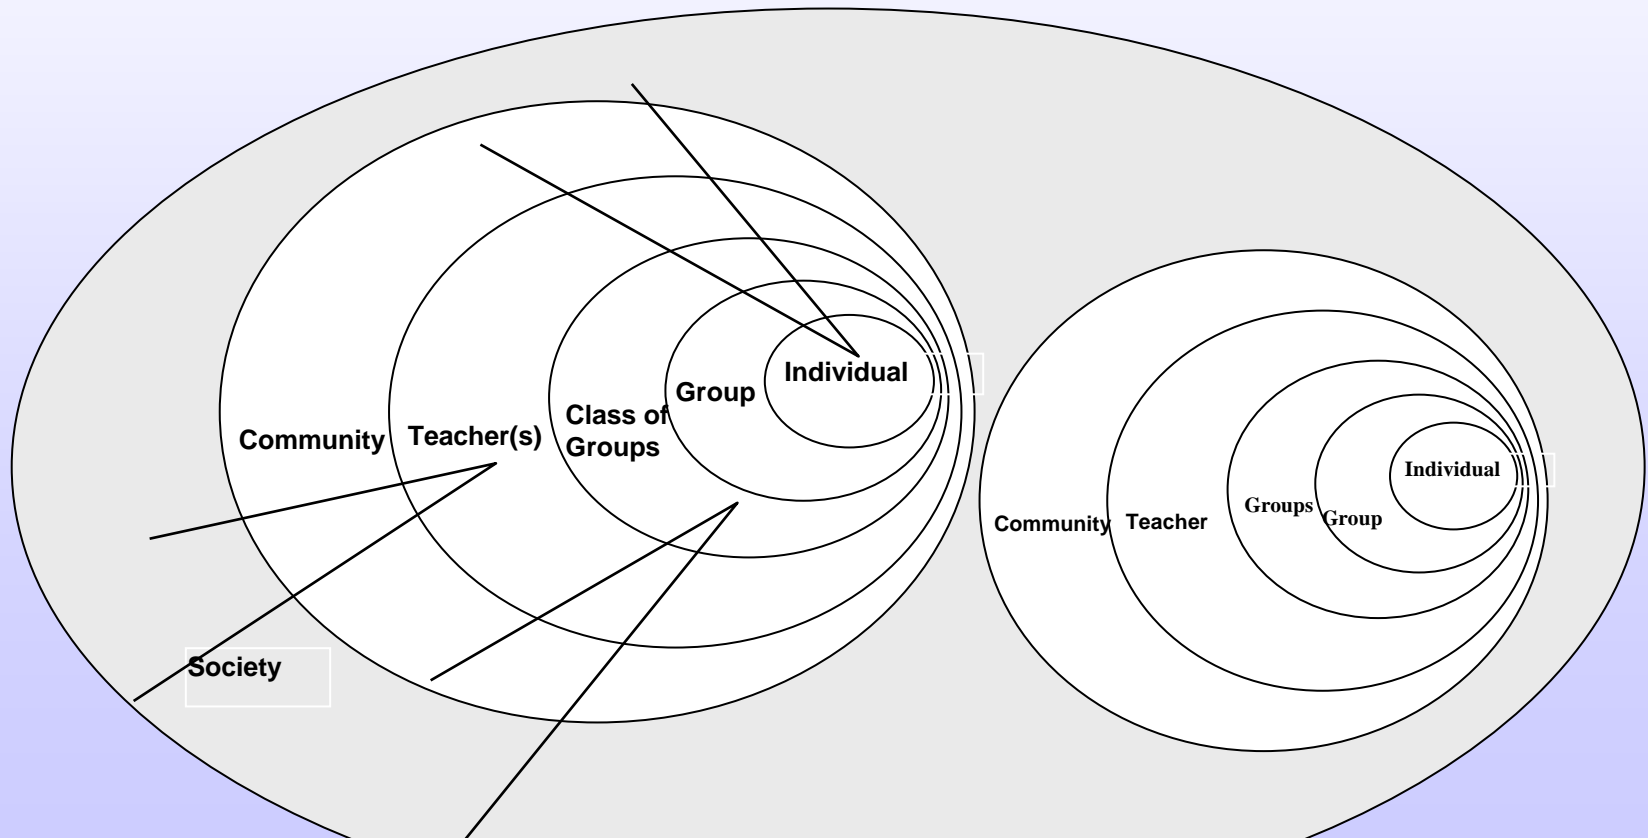 Individual
Group
Class of
Groups
Teacher(s)
Community
Society
Individual
Groups
Group
Teacher
Community